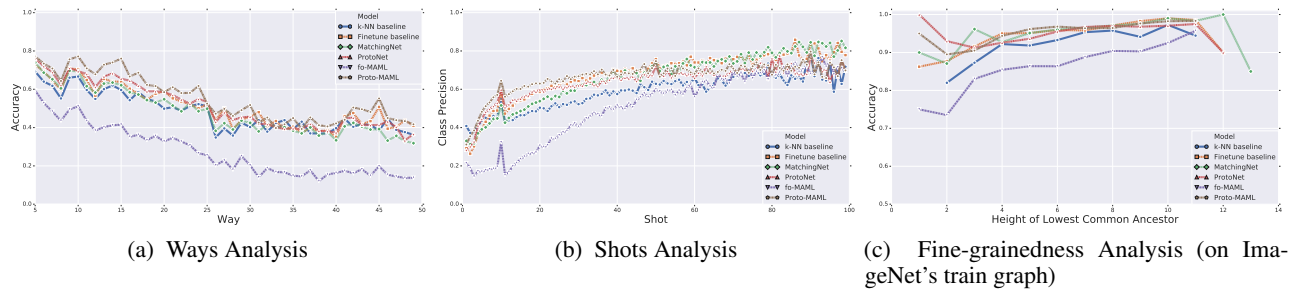 1.0
0.8
0.6
0.4
0.2
0.0
Accuracy
5 10 15 20 25 30 35 40 45 50
Way
Model
k-NN baseline
Finetune baseline
MatchingNet
ProtoNet
fo-MAML
Proto-MAML
(a) Ways Analysis
1.0
0.8
0.6
0.4
0.2
0.0
Class Precision
0 20 40 60 80 100
Shot
Model
k-NN baseline
Finetune baseline
MatchingNet
ProtoNet
fo-MAML
Proto-MAML
(b) Shots Analysis
1.0
0.9
0.8
0.7
0.6
0.5
Accuracy
0 2 4 6 8 10 12 14
Height of Lowest Common Ancestor
Model
k-NN baseline
Finetune baseline
MatchingNet
ProtoNet
fo-MAML
Proto-MAML
(c) Fine-grainedness Analysis (on Ima-
geNet's train graph)